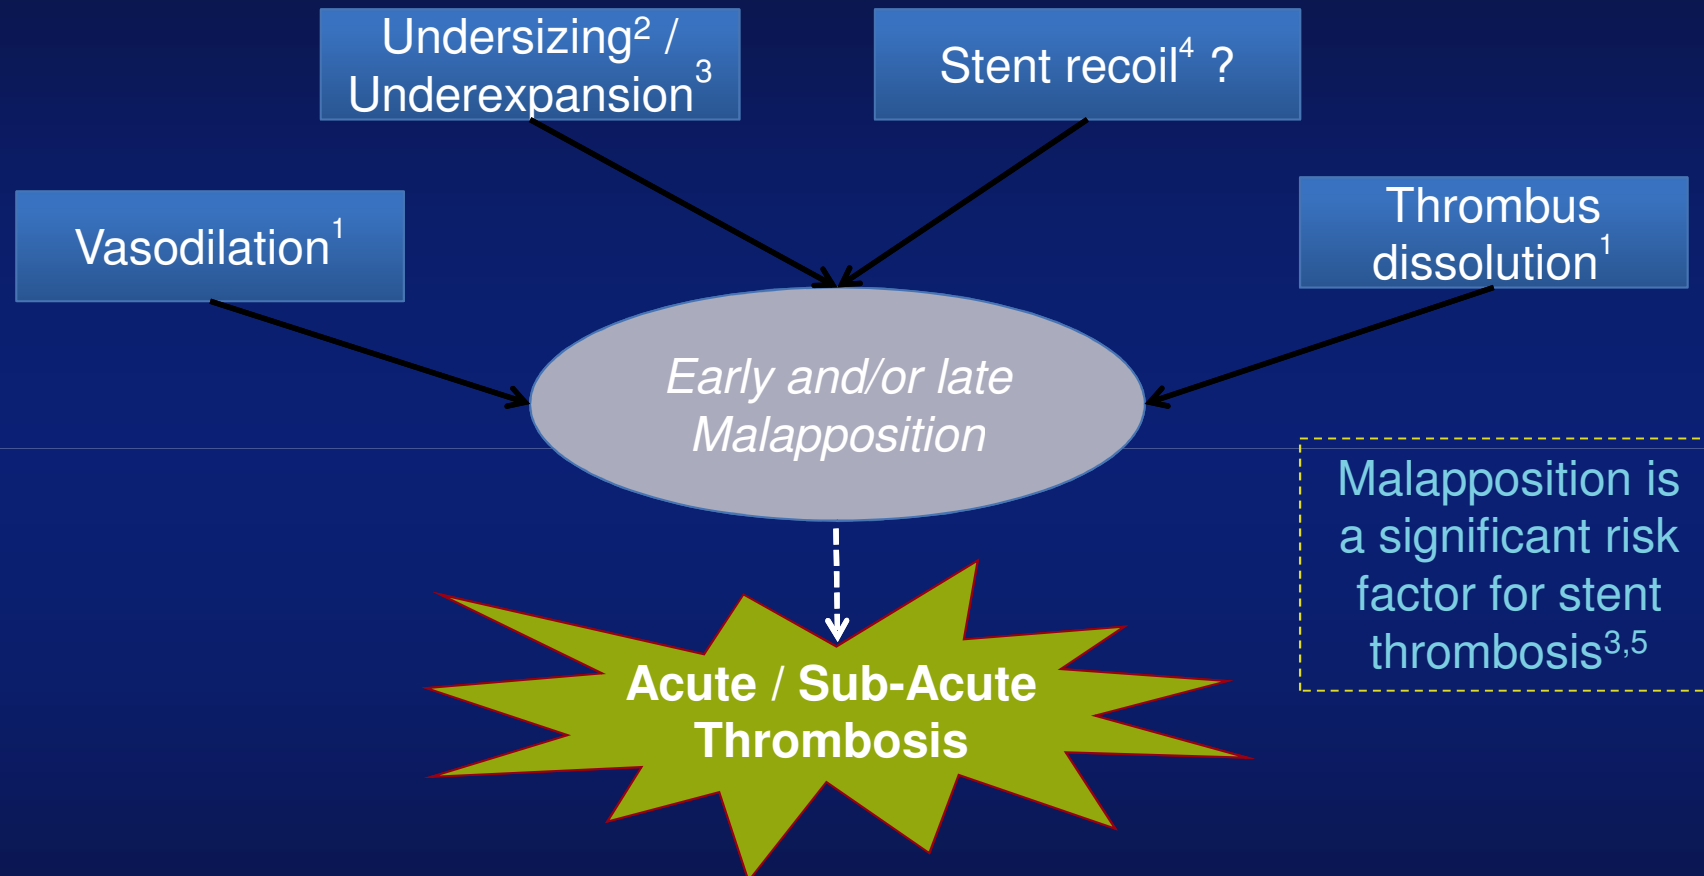 Undersizing² /
Underexpansion³
Stent recoil⁴ ?
Vasodilation¹
Thrombus
dissolution¹
Early and/or late
Malapposition
Malapposition is
a significant risk
factor for stent
thrombosis³,⁵
Acute / Sub-Acute
Thrombosis